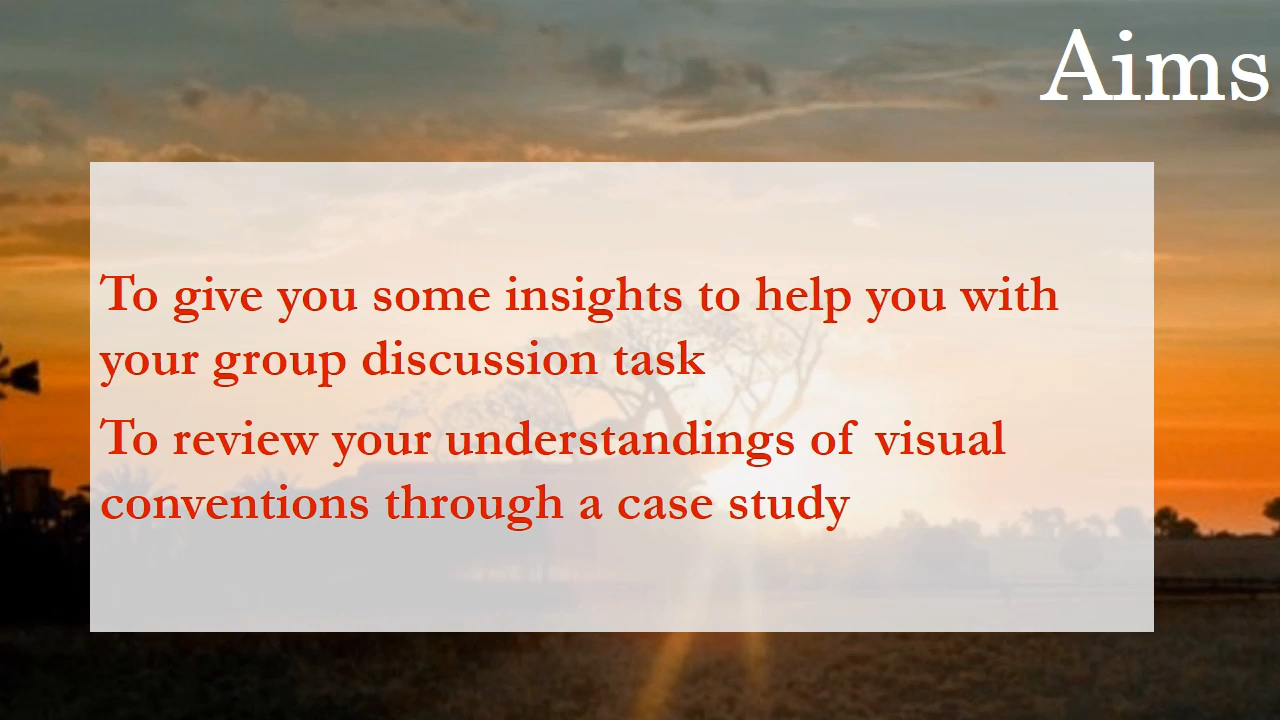 Aims
To give you some insights to help you with
your group discussion task
To review your understandings of visual
conventions through a case study